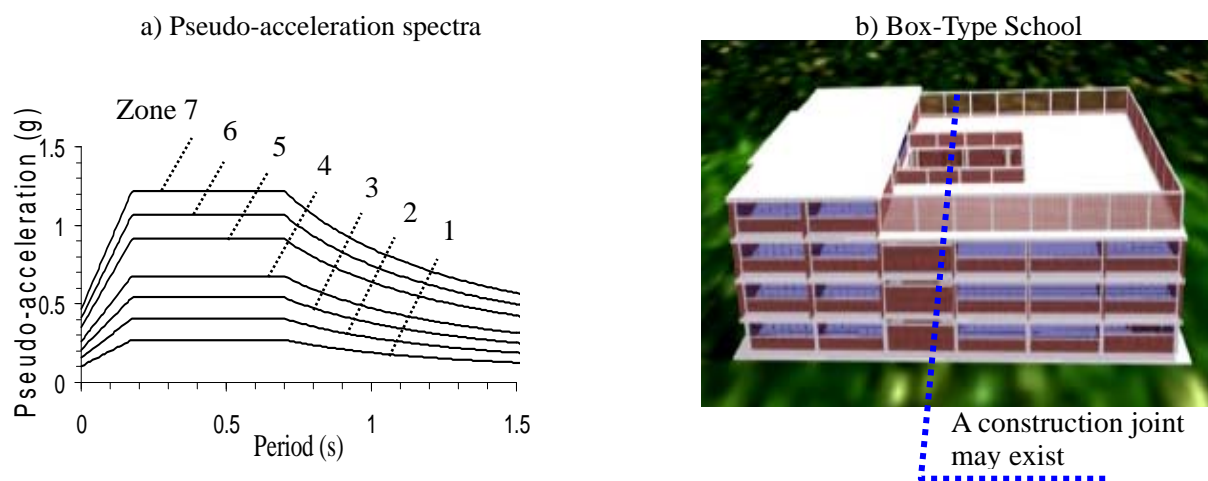 a) Pseudo-acceleration spectra
Pseudo-acceleration (g)
Zone 7
6
5
4
3
2
1
1.5
1
0.5
0
0
0.5
1
1.5
Period (s)
b) Box-Type School
A construction joint
may exist